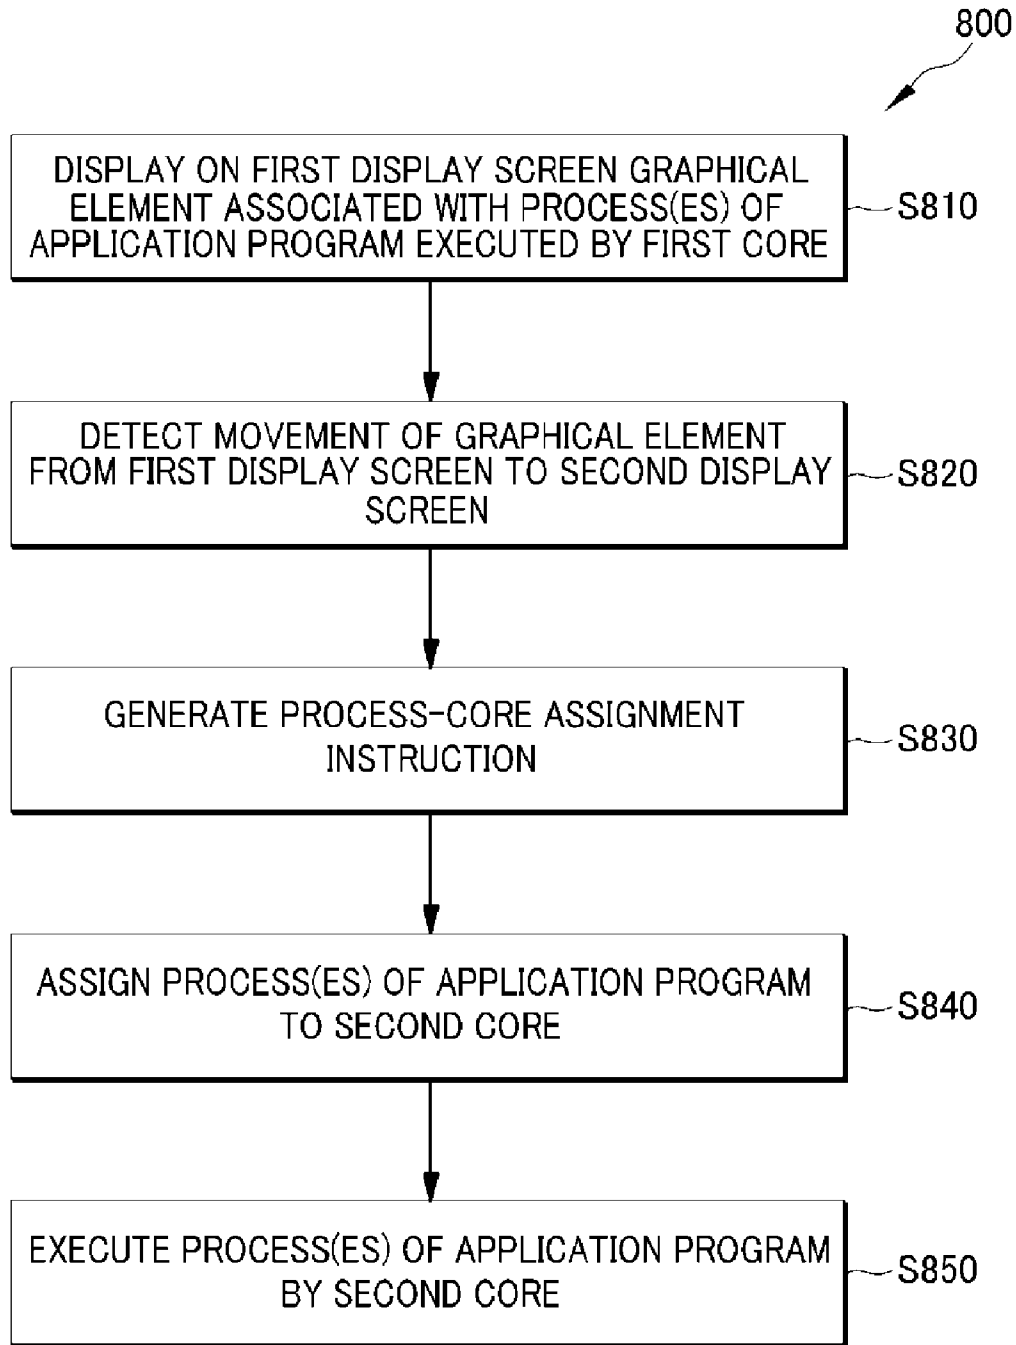 800
DISPLAY ON FIRST DISPLAY SCREEN GRAPHICAL
ELEMENT ASSOCIATED WITH PROCESS(ES) OF
APPLICATION PROGRAM EXECUTED BY FIRST CORE
S810
DETECT MOVEMENT OF GRAPHICAL ELEMENT
FROM FIRST DISPLAY SCREEN TO SECOND DISPLAY
SCREEN
S820
GENERATE PROCESS-CORE ASSIGNMENT
INSTRUCTION
S830
ASSIGN PROCESS(ES) OF APPLICATION PROGRAM
TO SECOND CORE
S840
EXECUTE PROCESS(ES) OF APPLICATION PROGRAM
BY SECOND CORE
S850